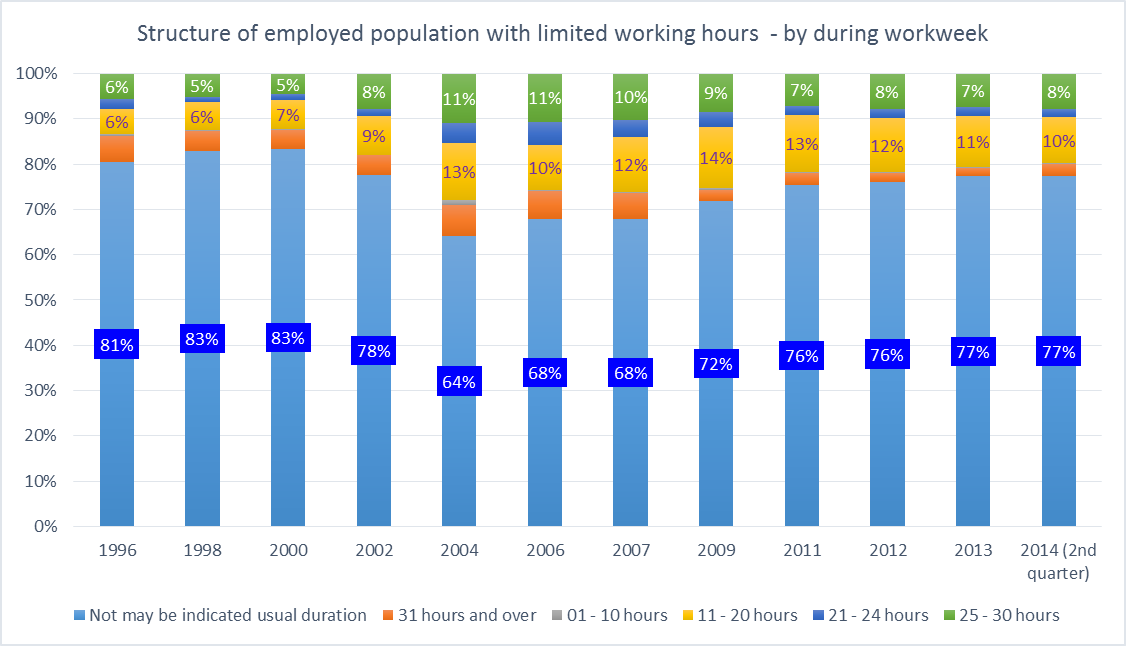 Structure of employed population with limited working hours  - by during workweek
100%
90%
80%
70%
60%
50%
40%
30%
20%
10%
0%
6% 5% 5% 8% 11% 11% 10% 9% 7% 8% 7% 8%
6% 6% 7% 9% 13% 10% 12% 14% 13% 12% 11% 10%
81% 83% 83% 78% 64% 68% 68% 72% 76% 76% 77% 77%
1996 1998 2000 2002 2004 2006 2007 2009 2011 2012 2013 2014 (2nd
quarter)
Not may be indicated usual duration 31 hours and over 01 - 10 hours 11 - 20 hours 21 - 24 hours 25 - 30 hours